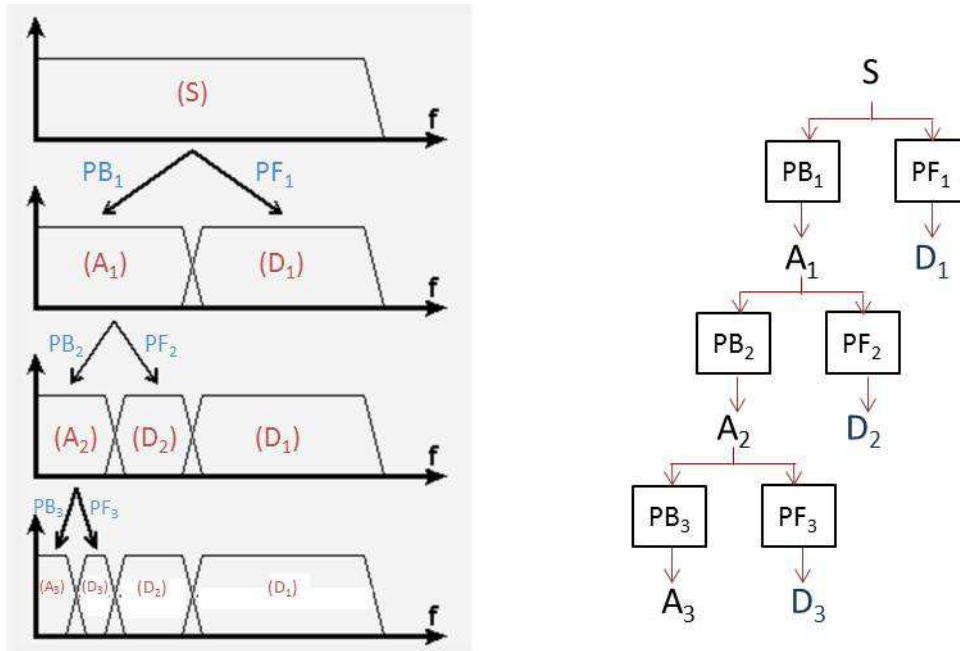 (S)
f
PB₁ PF₁
(A₁) (D₁)
f
PB₂ PF₂
(A₂) (D₂) (D₁)
f
PB₃ PF₃
(A₃) (D₃) (D₂) (D₁)
f
S
PB₁ PF₁
A₁ D₁
PB₂ PF₂
A₂ D₂
PB₃ PF₃
A₃ D₃